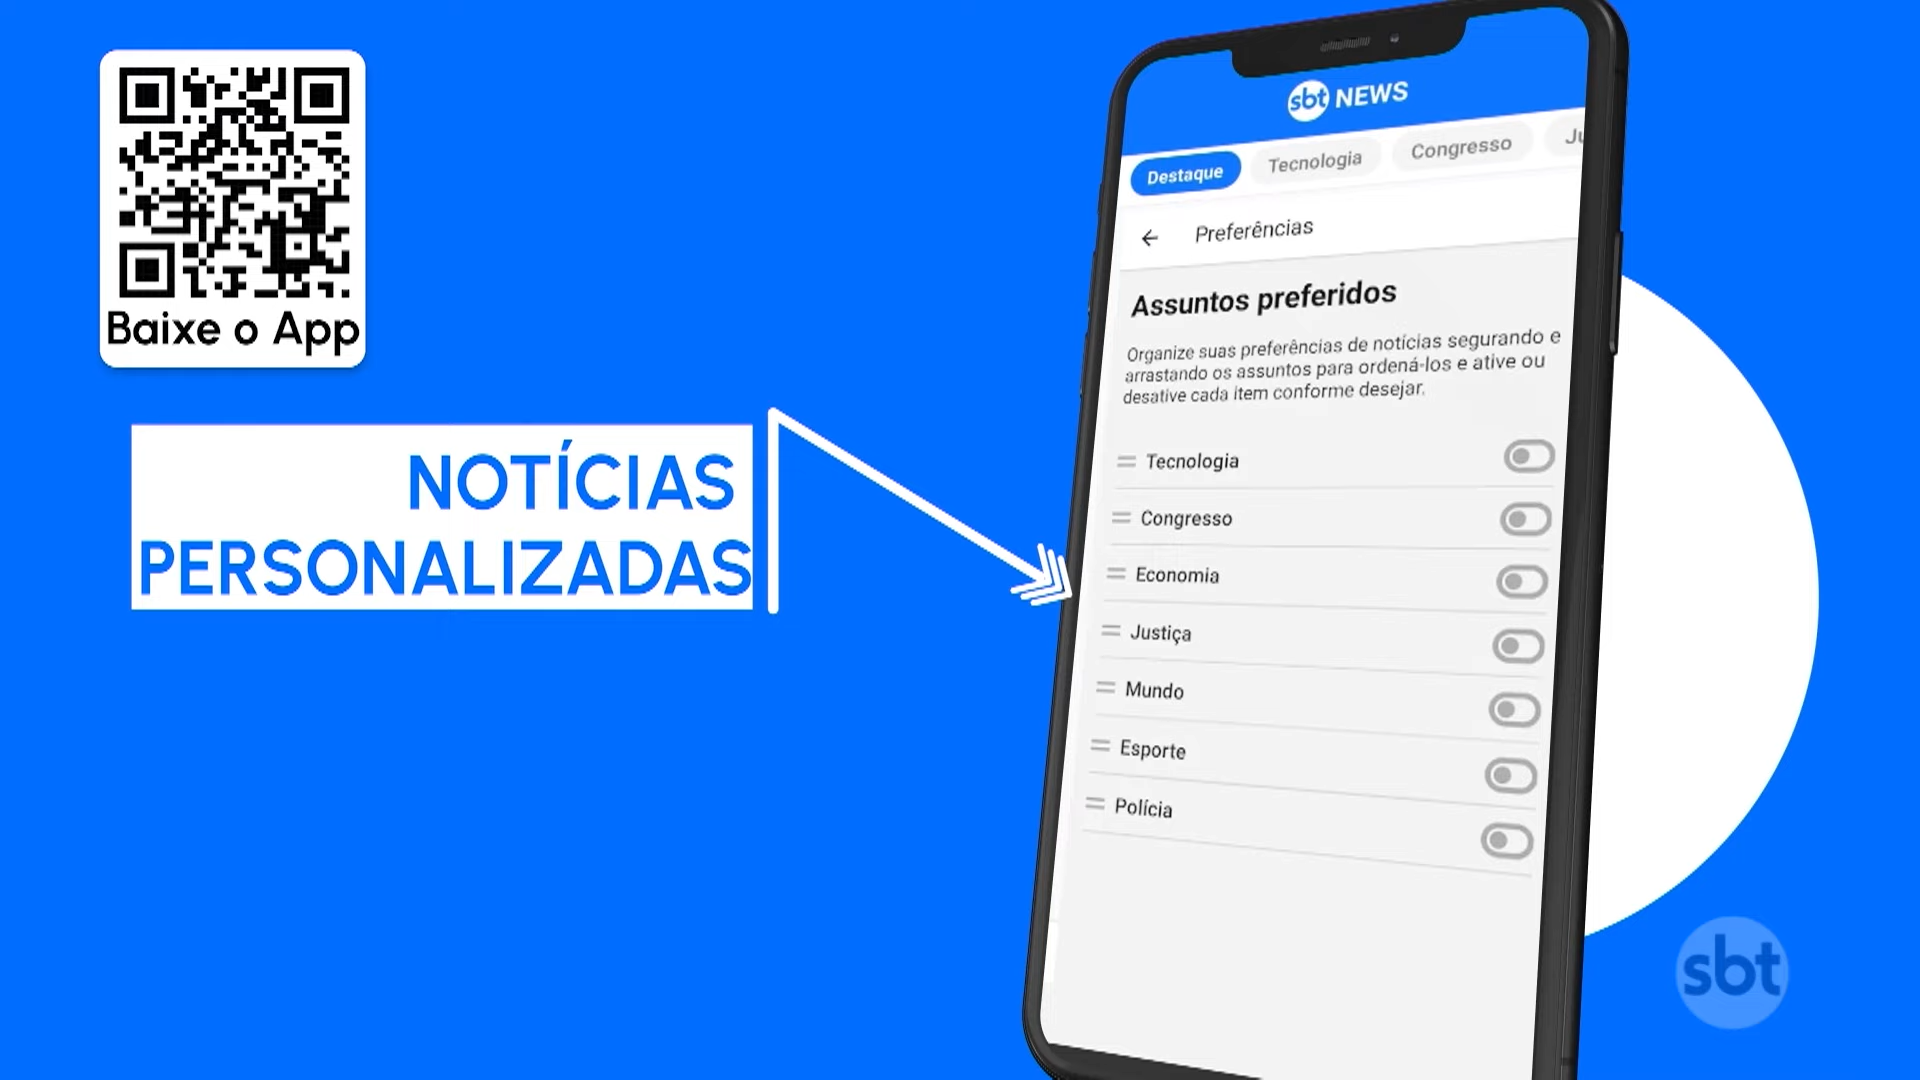 Baixe o App
NOTÍCIAS
PERSONALIZADAS
sbt NEWS
Destaque
Tecnologia
Congresso
Ju
Preferências
Assuntos preferidos
Organize suas preferências de notícias segurando e
arrastando os assuntos para ordená-los e ative ou
desative cada item conforme desejar.
Tecnologia
Congresso
Economia
Justiça
Mundo
Esporte
Polícia
sbt